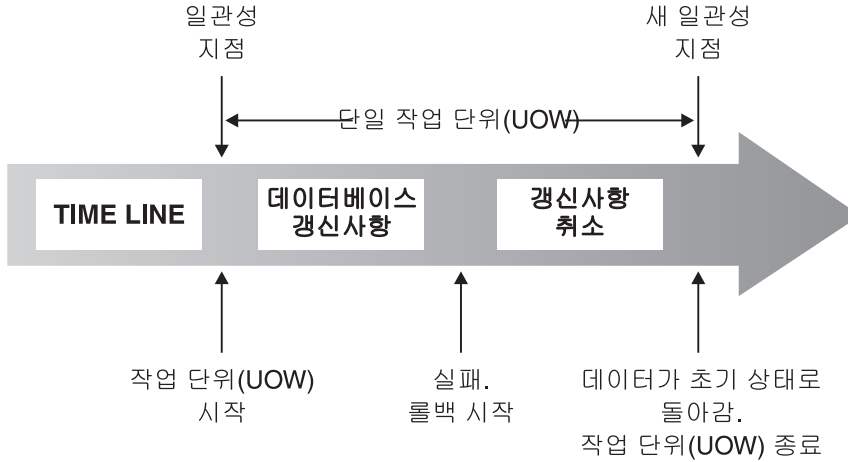 일관성
지점
새 일관성
지점
단일 작업 단위(UOW)
TIME LINE
데이터베이스
갱신사항
갱신사항
취소
작업 단위(UOW)
시작
실패.
롤백 시작
데이터가 초기 상태로
돌아감.
작업 단위(UOW) 종료